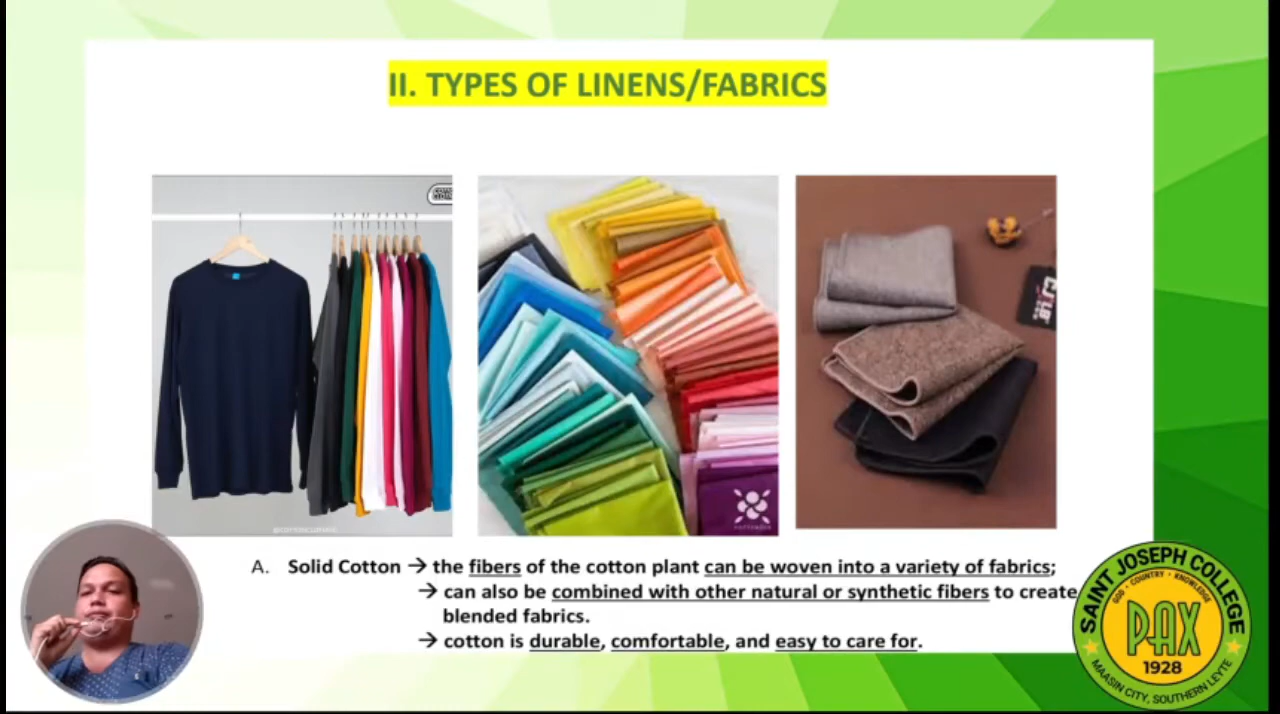 II. TYPES OF LINENS/FABRICS
A. Solid Cotton → the fibers of the cotton plant can be woven into a variety of fabrics;
→ can also be combined with other natural or synthetic fibers to create
blended fabrics.
→ cotton is durable, comfortable, and easy to care for.
SAINT JOSEPH COLLEGE
GOD • COUNTRY • KNOWLEDGE
PAX
1928
MAASIN CITY, SOUTHERN LEYTE